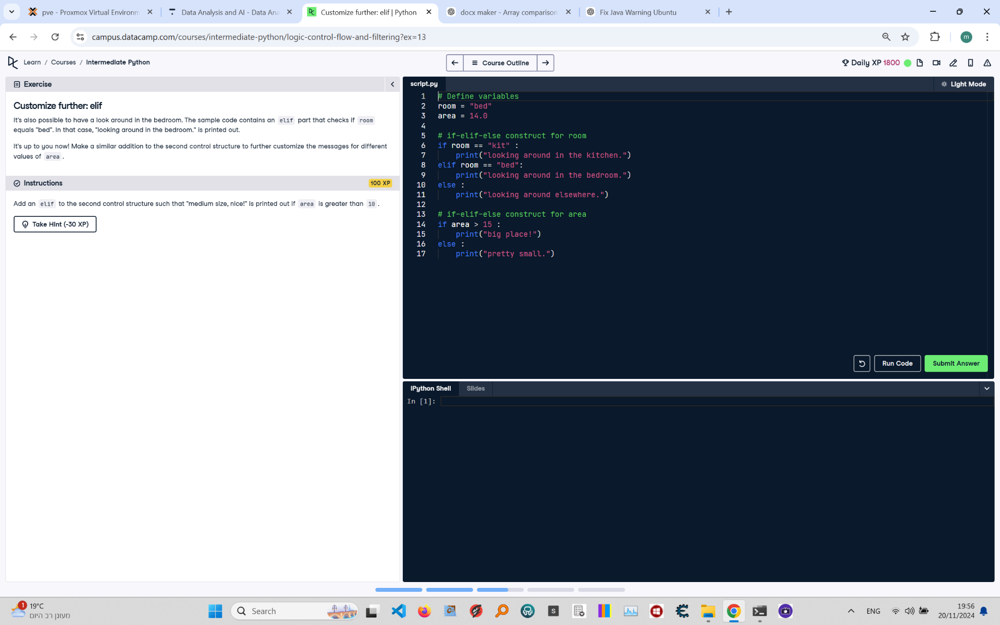 pve - Proxmox Virtual Environm
Data Analysis and AI - Data Ana
Customize further: elif | Python
docx maker - Array comparison
Fix Java Warning Ubuntu
campus.datacamp.com/courses/intermediate-python/logic-control-flow-and-filtering?ex=13
m
Learn / Courses / Intermediate Python
Course Outline
Daily XP 1800
Exercise
Customize further: elif
It's also possible to have a look around in the bedroom. The sample code contains an elif part that checks if room
equals "bed". In that case, "looking around in the bedroom." is printed out.
It's up to you now! Make a similar addition to the second control structure to further customize the messages for different
values of area .
Instructions
100 XP
Add an elif to the second control structure such that "medium size, nice!" is printed out if area is greater than 10 .
Take Hint (-30 XP)
script.py
Light Mode
1 # Define variables
2 room = "bed"
3 area = 14.0
4
5 # if-elif-else construct for room
6 if room == "kit" :
7 print("looking around in the kitchen.")
8 elif room == "bed":
9 print("looking around in the bedroom.")
10 else :
11 print("looking around elsewhere.")
12
13 # if-elif-else construct for area
14 if area > 15 :
15 print("big place!")
16 else :
17 print("pretty small.")
Run Code
Submit Answer
IPython Shell
Slides
In [1]:
1
19°C
מעונן רב היום
Search
S
ENG
19:56
20/11/2024